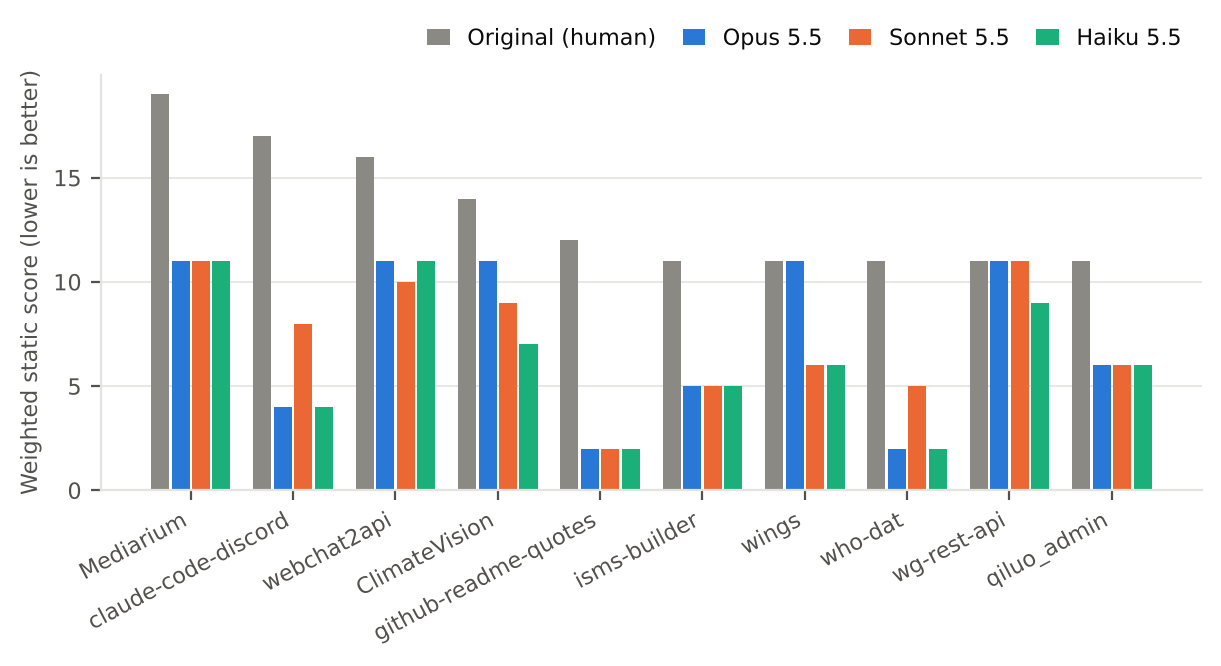 Original (human) Opus 5.5 Sonnet 5.5 Haiku 5.5
Weighted static score (lower is better)
15
10
5
0
Mediarium
claude-code-discord
webchat2api
ClimateVision
github-readme-quotes
isms-builder
wings
who-dat
wg-rest-api
qiluo_admin